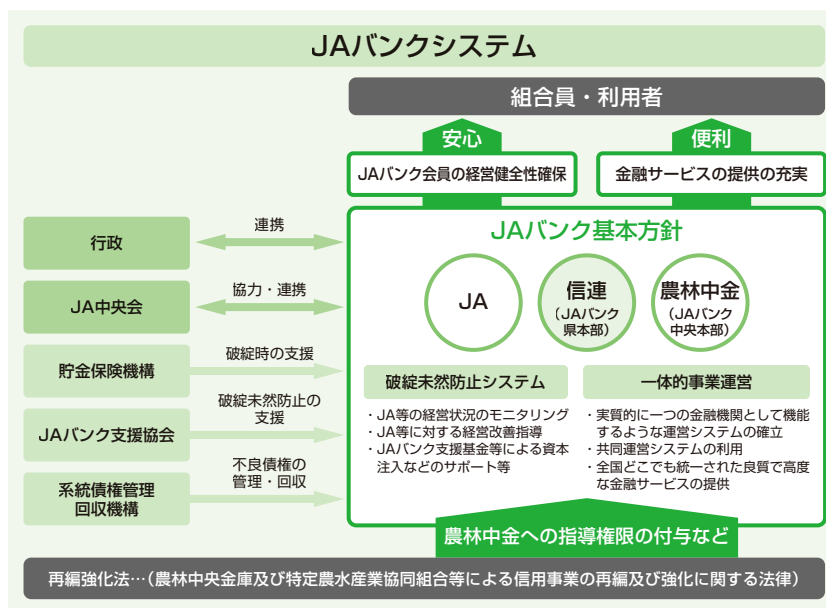 JAバンクシステム
組合員・利用者
安心
便利
JAバンク会員の経営健全性確保
金融サービスの提供の充実
JAバンク基本方針
行政
連携
JA中央会
協力・連携
貯金保険機構
破綻時の支援
JAバンク支援協会
破綻未然防止の
支援
系統債権管理
回収機構
不良債権の
管理・回収
JA
信連
（JAバンク
県本部）
農林中金
（JAバンク
中央本部）
破綻未然防止システム
・JA等の経営状況のモニタリング
・JA等に対する経営改善指導
・JAバンク支援基金等による資本
注入などのサポート等
一体的事業運営
・実質的に一つの金融機関として機能
するような運営システムの確立
・共同運営システムの利用
・全国どこでも統一された良質で高度
な金融サービスの提供
農林中金への指導権限の付与など
再編強化法…（農林中央金庫及び特定農水産業協同組合等による信用事業の再編及び強化に関する法律）